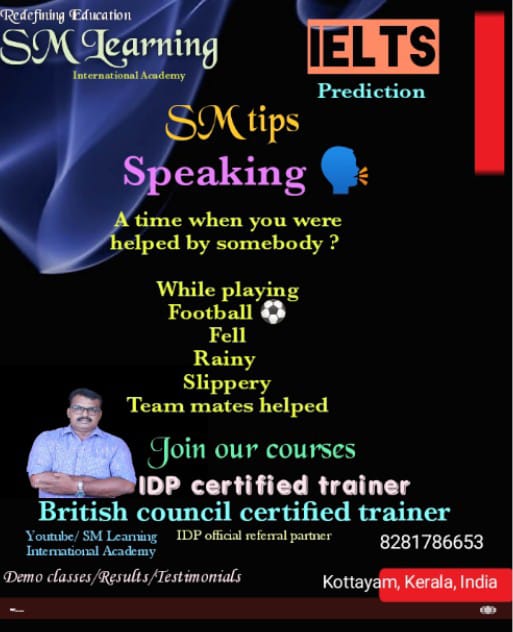 Redefining Education
SM Learning
International Academy
IELTS
Prediction
SM tips
Speaking
A time when you were
helped by somebody ?
While playing
Football
Fell
Rainy
Slippery
Team mates helped
Join our courses
IDP certified trainer
British council certified trainer
Youtube/ SM Learning
International Academy
IDP official referral partner
8281786653
Demo classes/Results/Testimonials
Kottayam, Kerala, India